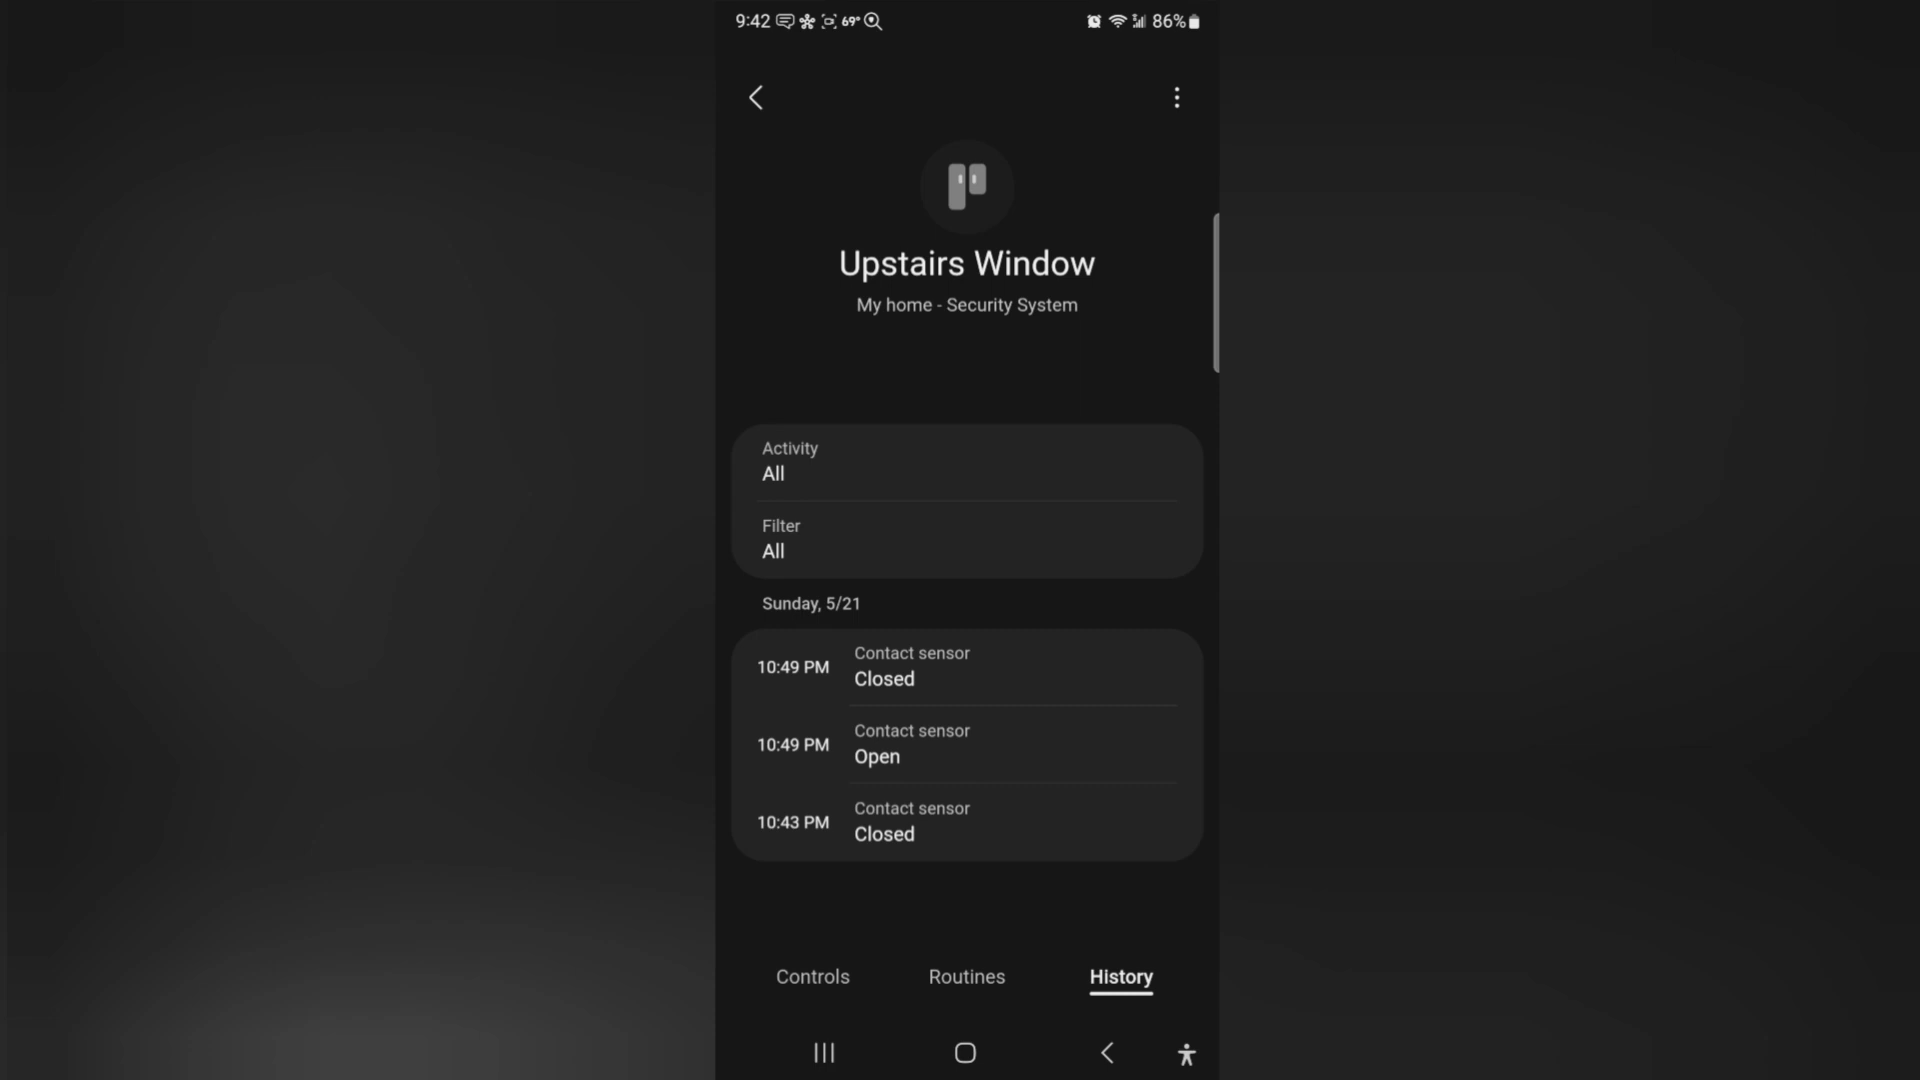 9:42 69° 86%
Upstairs Window
My home - Security System
Activity
All
Filter
All
Sunday, 5/21
10:49 PM
Contact sensor
Closed
10:49 PM
Contact sensor
Open
10:43 PM
Contact sensor
Closed
Controls Routines History